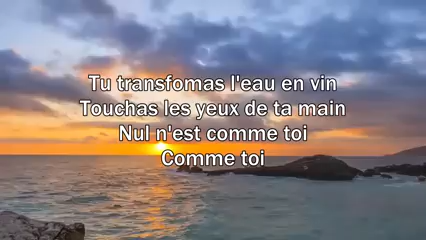 Tu transfomas l'eau en vin
Touchas les yeux de ta main
Nul n'est comme toi
Comme toi